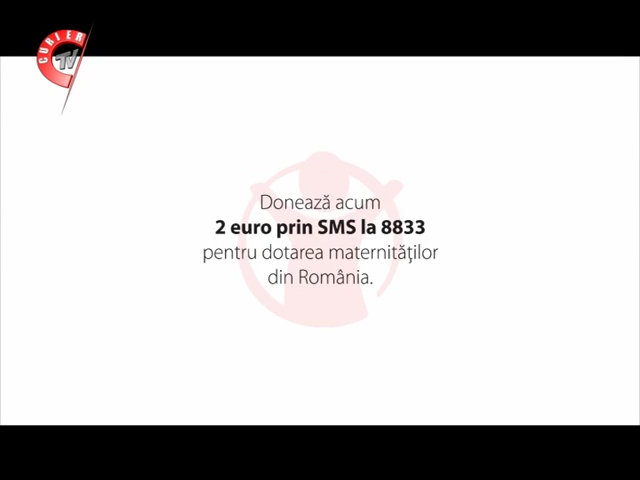 CURIER
TV
Donează acum
2 euro prin SMS la 8833
pentru dotarea maternităţilor
din România.